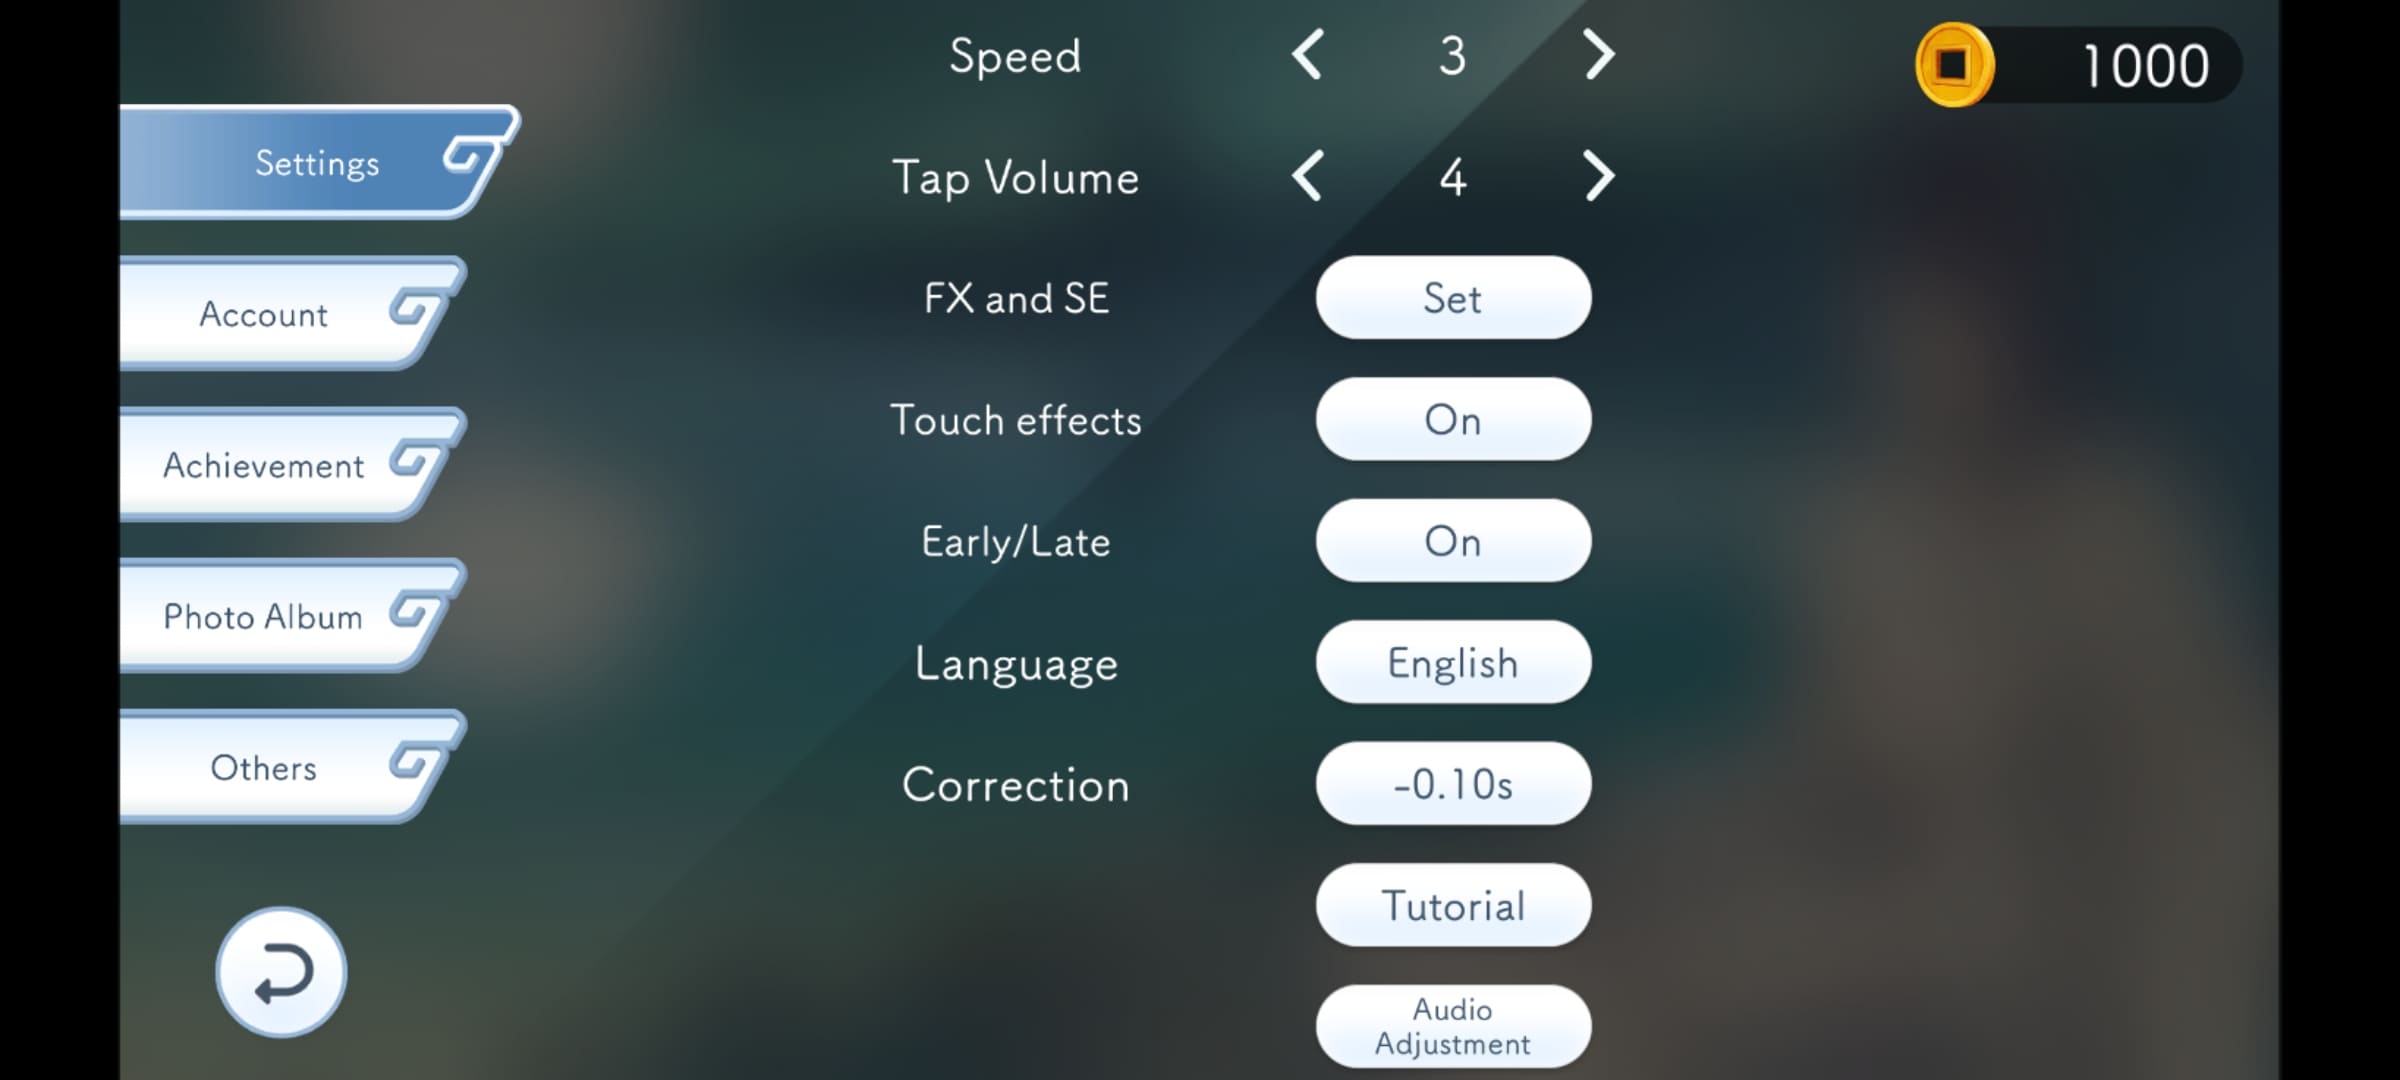 Speed
3
1000
Settings
Tap Volume
4
FX and SE
Set
Account
Touch effects
On
Achievement
Early/Late
On
Photo Album
Language
English
Others
Correction
-0.10s
Tutorial
Audio
Adjustment